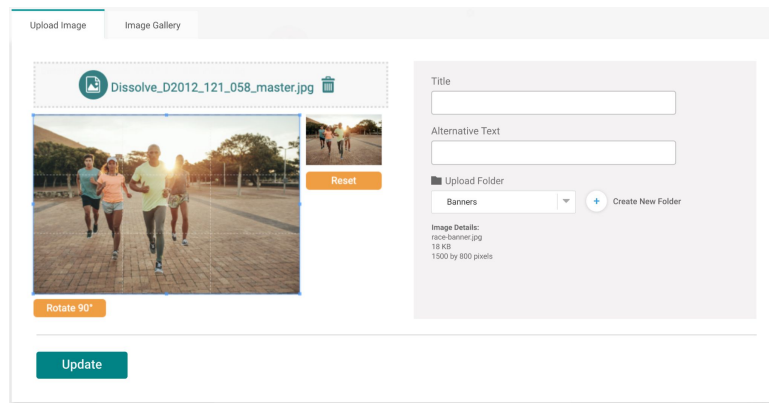 Upload Image
Image Gallery
Dissolve_D2012_121_058_master.jpg
Reset
Rotate 90°
Title
Alternative Text
Upload Folder
Banners
+ Create New Folder
Image Details:
race-banner.jpg
18 KB
1500 by 800 pixels
Update